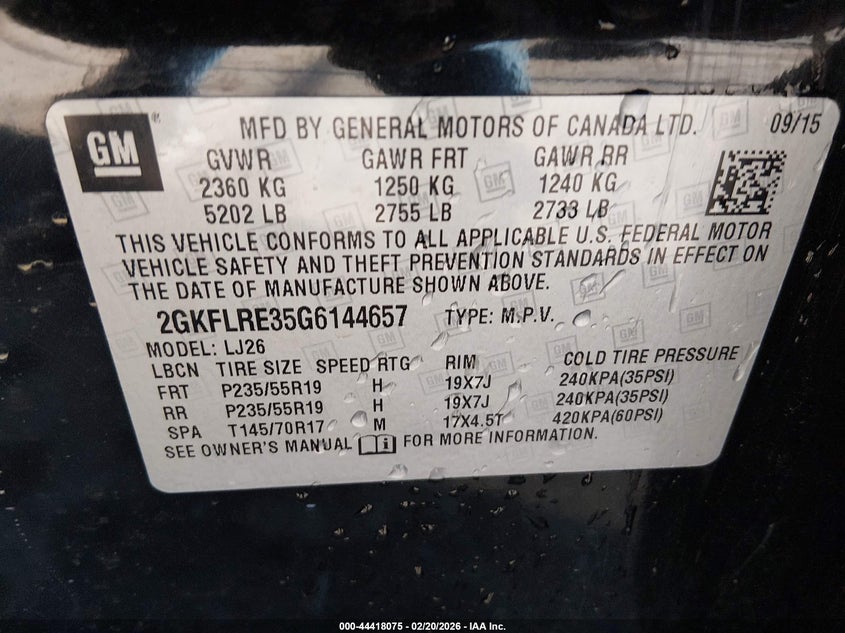 GM ® MFD BY GENERAL MOTORS OF CANADA LTD. 09/15
GVWR GAWR FRT GAWR RR
2360 KG 1250 KG 1240 KG
5202 LB 2755 LB 2733 LB
THIS VEHICLE CONFORMS TO ALL APPLICABLE U.S. FEDERAL MOTOR
VEHICLE SAFETY AND THEFT PREVENTION STANDARDS IN EFFECT ON
THE DATE OF MANUFACTURE SHOWN ABOVE.
2GKFLRE35G6144657 TYPE: M.P.V.
MODEL: LJ26
LBCN TIRE SIZE SPEED RTG RIM COLD TIRE PRESSURE
FRT P235/55R19 H 19X7J 240KPA(35PSI)
RR P235/55R19 H 19X7J 240KPA(35PSI)
SPA T145/70R17 M 17X4.5T 420KPA(60PSI)
SEE OWNER'S MANUAL i FOR MORE INFORMATION.
000-44418075 - 02/20/2026 - IAA Inc.